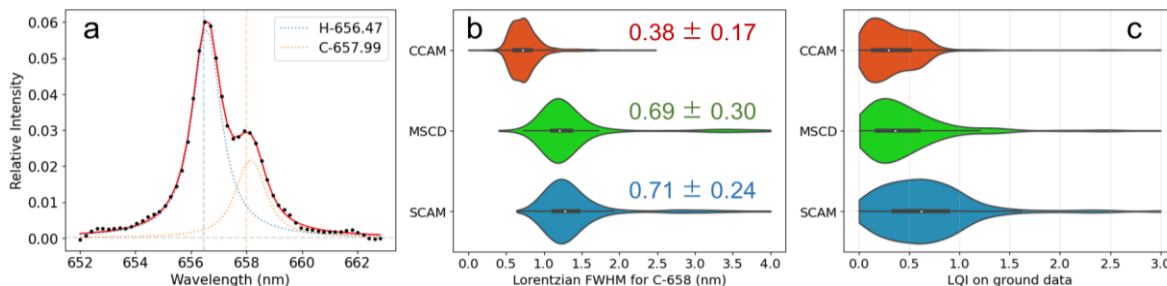 a
H-656.47
C-657.99
0.06
0.05
0.04
0.03
0.02
0.01
0.00
Relative Intensity
652
654
656
658
660
662
Wavelength (nm)
b
CCAM
MSCD
SCAM
0.38 ± 0.17
0.69 ± 0.30
0.71 ± 0.24
0.0
0.5
1.0
1.5
2.0
2.5
3.0
3.5
4.0
Lorentzian FWHM for C-658 (nm)
c
CCAM
MSCD
SCAM
0.0
0.5
1.0
1.5
2.0
2.5
3.0
LQI on ground data